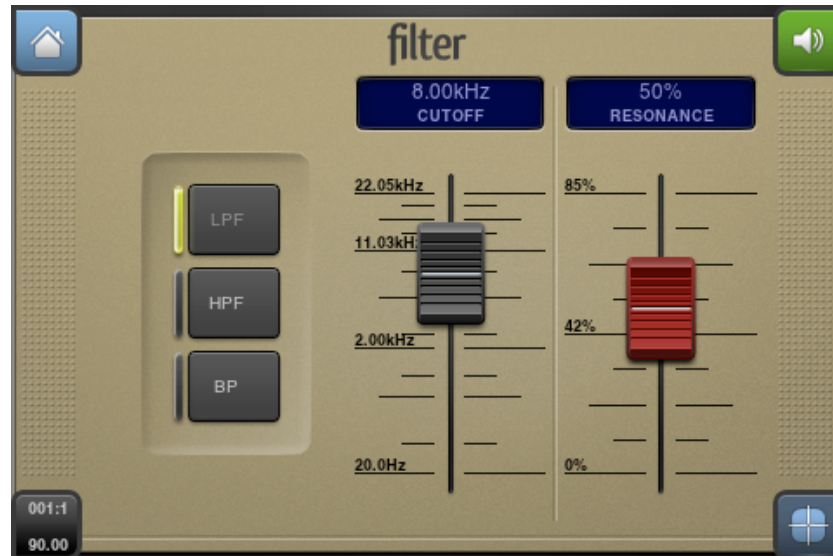 filter
8.00kHz
CUTOFF
50%
RESONANCE
22.05kHz
11.03kH
2.00kHz
20.0Hz
85%
42%
0%
LPF
HPF
BP
001:1
90.00